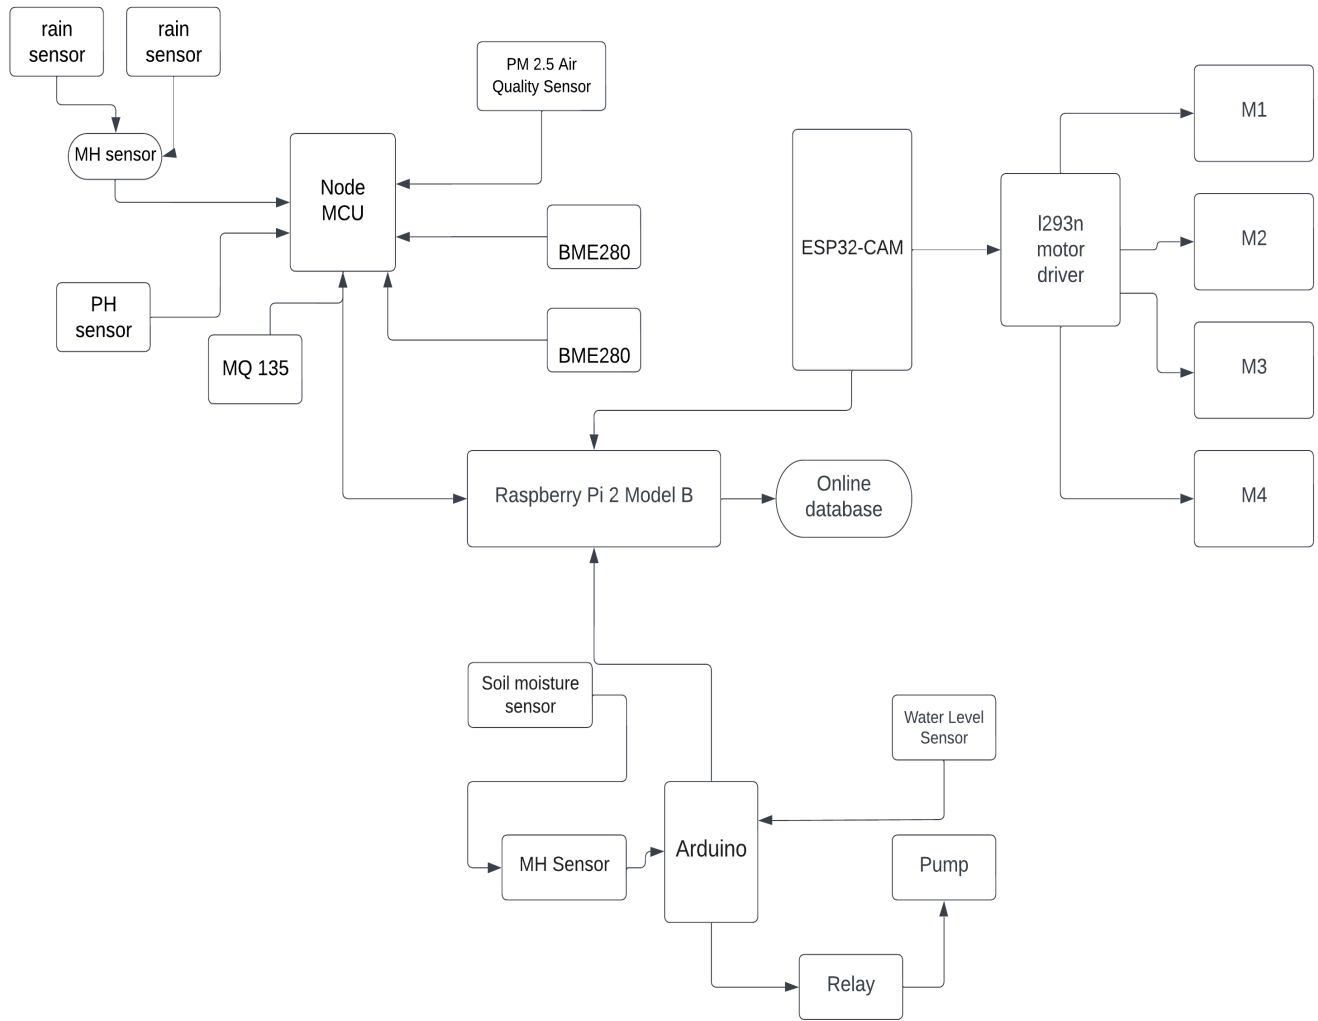 rain
sensor
rain
sensor
PM 2.5 Air
Quality Sensor
MH sensor
Node
MCU
BME280
PH
sensor
MQ 135
BME280
ESP32-CAM
l293n
motor
driver
M1
M2
M3
M4
Raspberry Pi 2 Model B
Online
database
Soil moisture
sensor
Water Level
Sensor
MH Sensor
Arduino
Pump
Relay